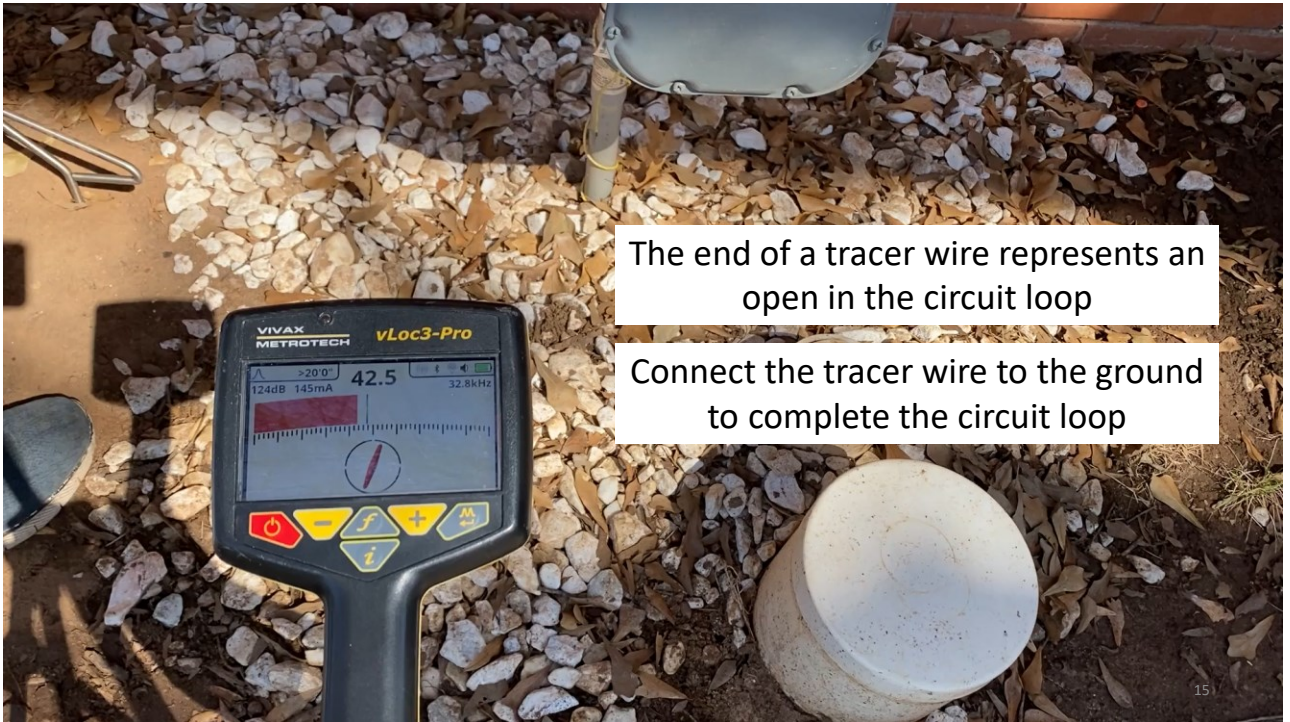 The end of a tracer wire represents an
open in the circuit loop
Connect the tracer wire to the ground
to complete the circuit loop
VIVAX
METROTECH
vLoc3-Pro
>20'0"
124dB 145mA
42.5
32.8kHz
f
i
M
15